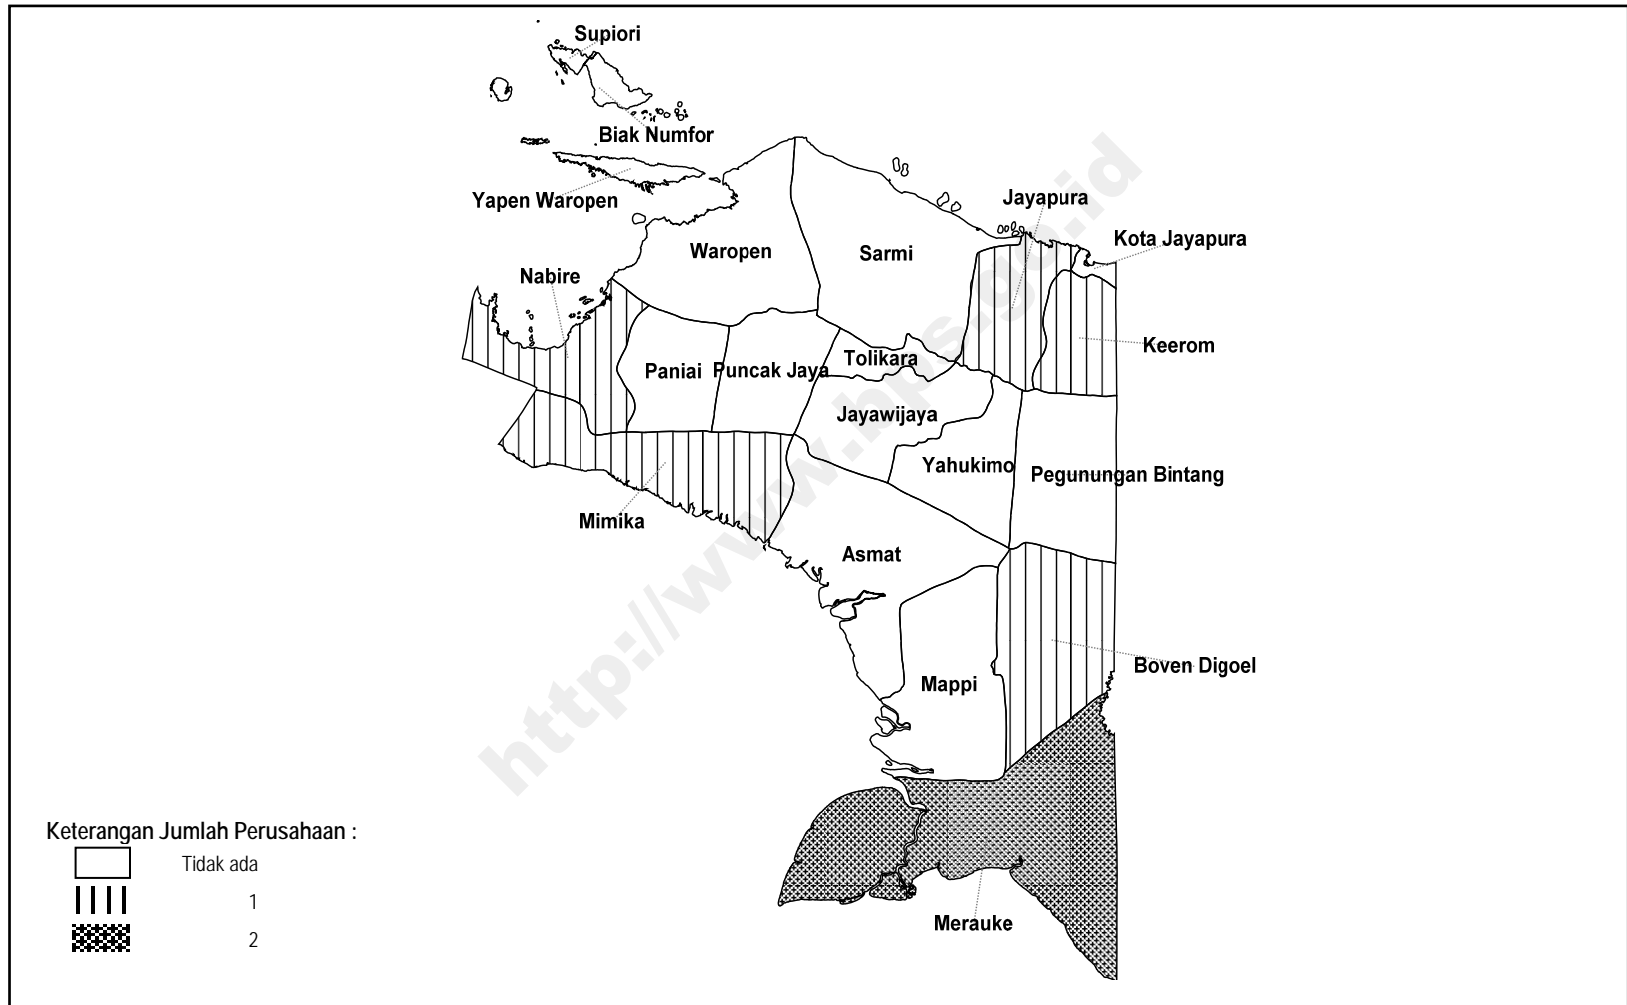 Supiori
Biak Numfor
Yapen Waropen
Jayapura
Kota Jayapura
Waropen
Sarmi
Nabire
Keerom
Tolikara
Paniai
Puncak Jaya
Jayawijaya
Yahukimo
Pegunungan Bintang
Mimika
Asmat
Boven Digoel
Mappi
Merauke
http://www.bps.go.id
Keterangan Jumlah Perusahaan :
Tidak ada
1
2